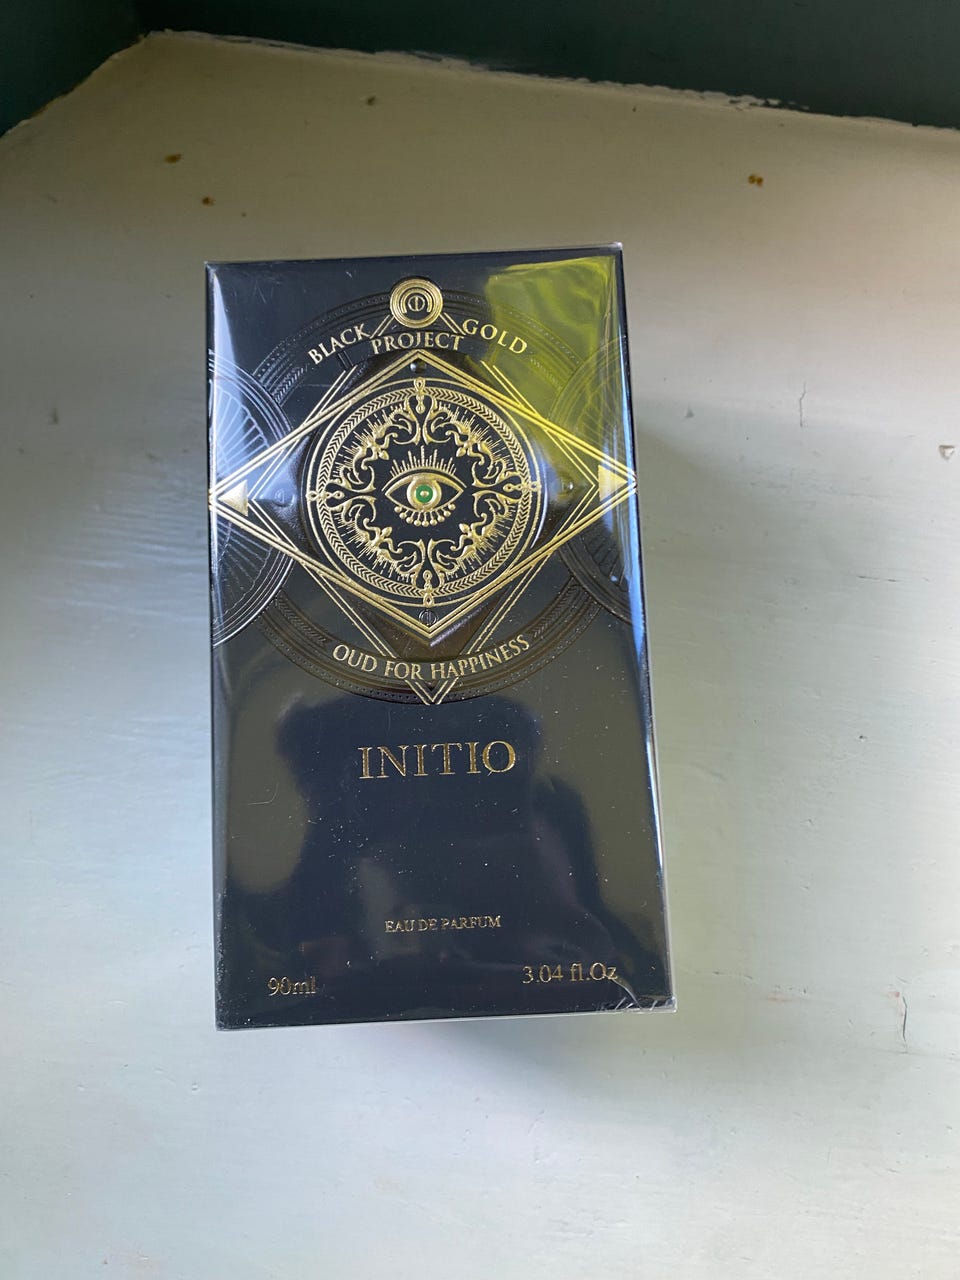 BLACK PROJECT GOLD
OUD FOR HAPPINESS
INITIO
EAU DE PARFUM
90ml
3.04 fl.Oz